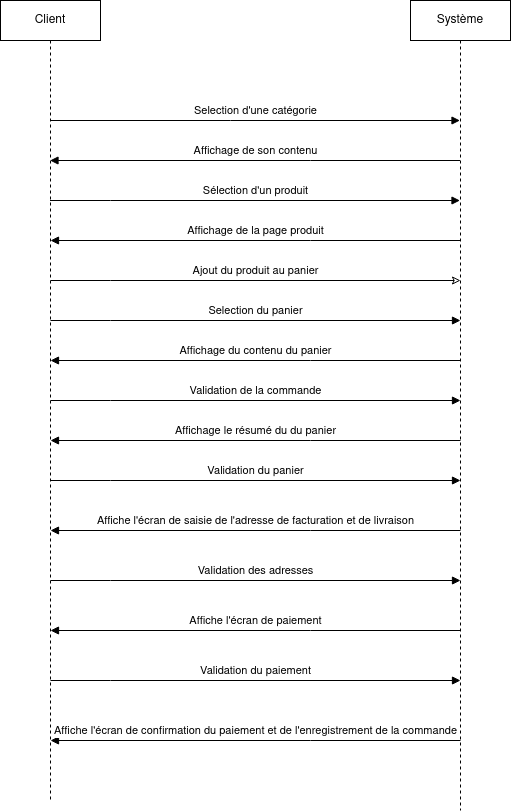 Client
Système
Selection d'une catégorie
Affichage de son contenu
Sélection d'un produit
Affichage de la page produit
Ajout du produit au panier
Selection du panier
Affichage du contenu du panier
Validation de la commande
Affichage le résumé du du panier
Validation du panier
Affiche l'écran de saisie de l'adresse de facturation et de livraison
Validation des adresses
Affiche l'écran de paiement
Validation du paiement
Affiche l'écran de confirmation du paiement et de l'enregistrement de la commande